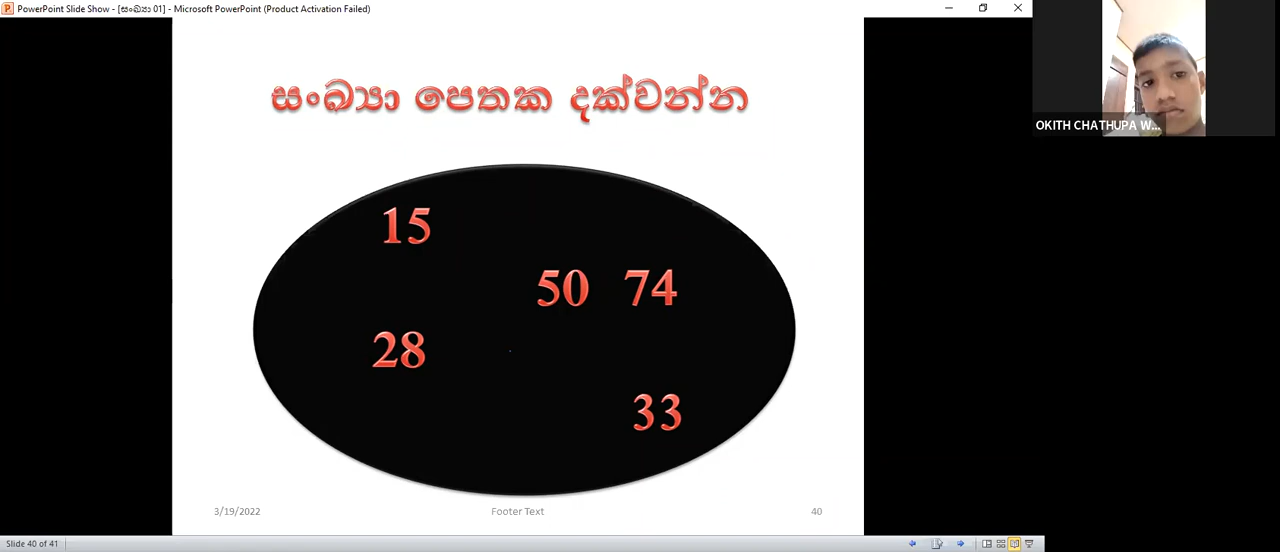 PowerPoint Slide Show - [සංඛ්‍යා 01] - Microsoft PowerPoint (Product Activation Failed)
OKITH CHATHUPA W...
සංඛ්‍යා පෙතක දක්වන්න
15
50 74
28
33
3/19/2022 Footer Text 40
Slide 40 of 41